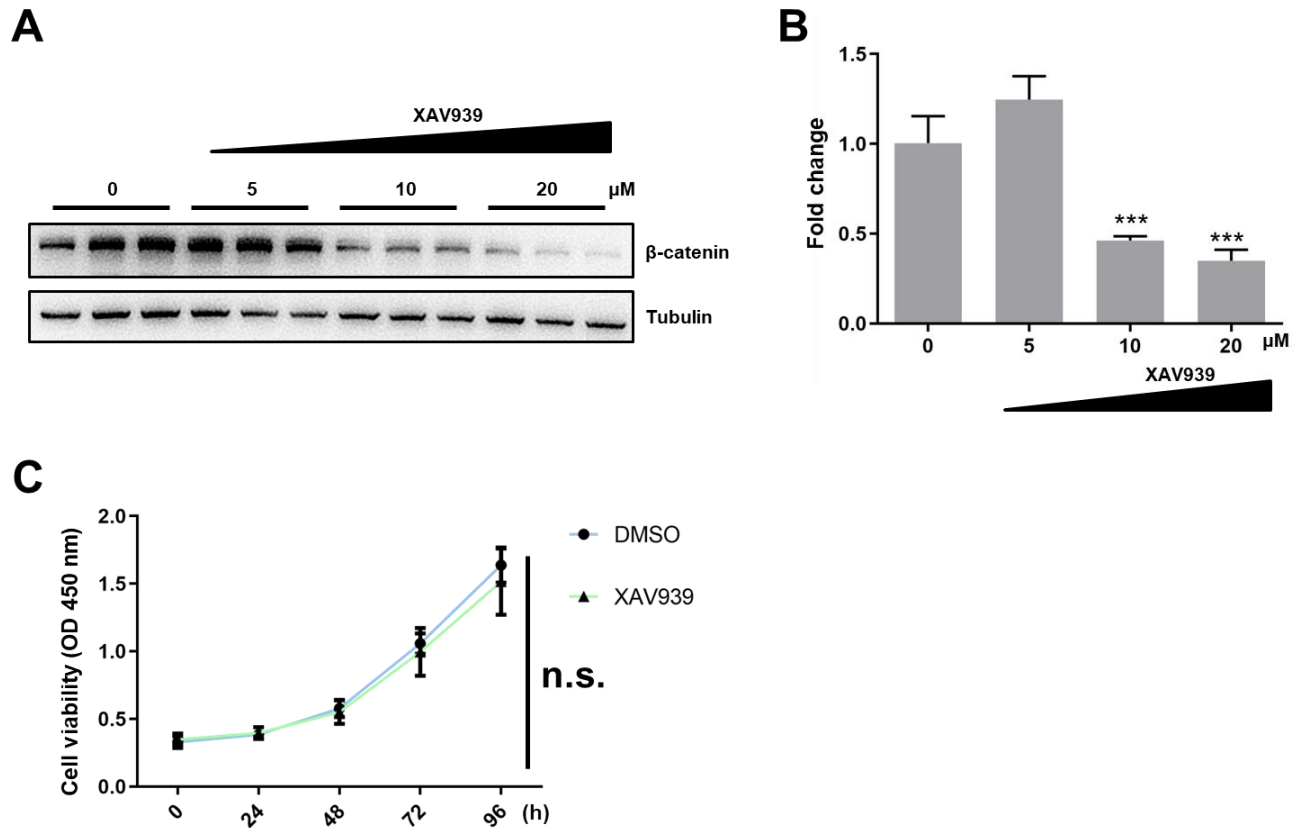 A
XAV939
0 5 10 20 µM
β-catenin
Tubulin
B
Fold change
1.5
1.0
0.5
0.0
***
***
0 5 10 20 µM
XAV939
C
Cell viability (OD 450 nm)
2.0
1.5
1.0
0.5
0.0
0 24 48 72 96 (h)
DMSO
XAV939
n.s.